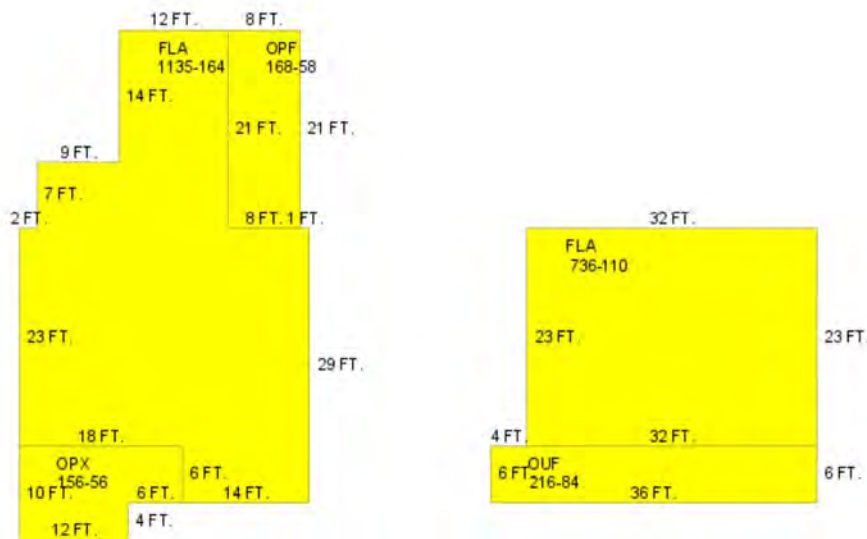 12 FT. 8 FT.
FLA OPF
1135-164 168-58
14 FT.
21 FT. 21 FT.
9 FT.
7 FT.
2 FT. 8 FT. 1 FT. 32 FT.
FLA
736-110
23 FT. 23 FT. 23 FT.
29 FT.
18 FT. 4 FT. 32 FT.
OPX OUF
6 FT. 6 FT. 6 FT.
156-56 216-84
10 FT. 6 FT. 14 FT. 36 FT.
4 FT.
12 FT.